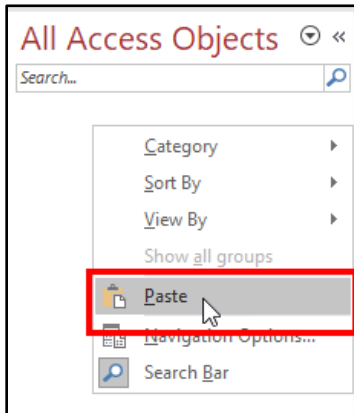 All Access Objects
Search...
Category
Sort By
View By
Show all groups
Paste
Navigation Options...
Search Bar